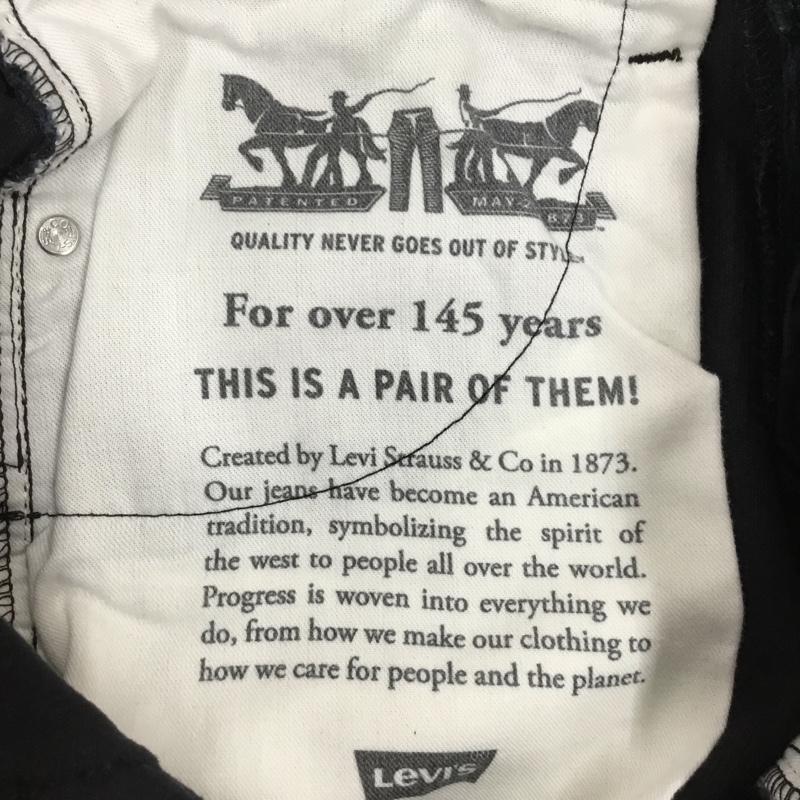 PATENTED MAY 2
873
QUALITY NEVER GOES OUT OF STYLE
For over 145 years
THIS IS A PAIR OF THEM!
Created by Levi Strauss & Co in 1873.
Our jeans have become an American
tradition, symbolizing the spirit of
the west to people all over the world.
Progress is woven into everything we
do, from how we make our clothing to
how we care for people and the planet.
Levi's